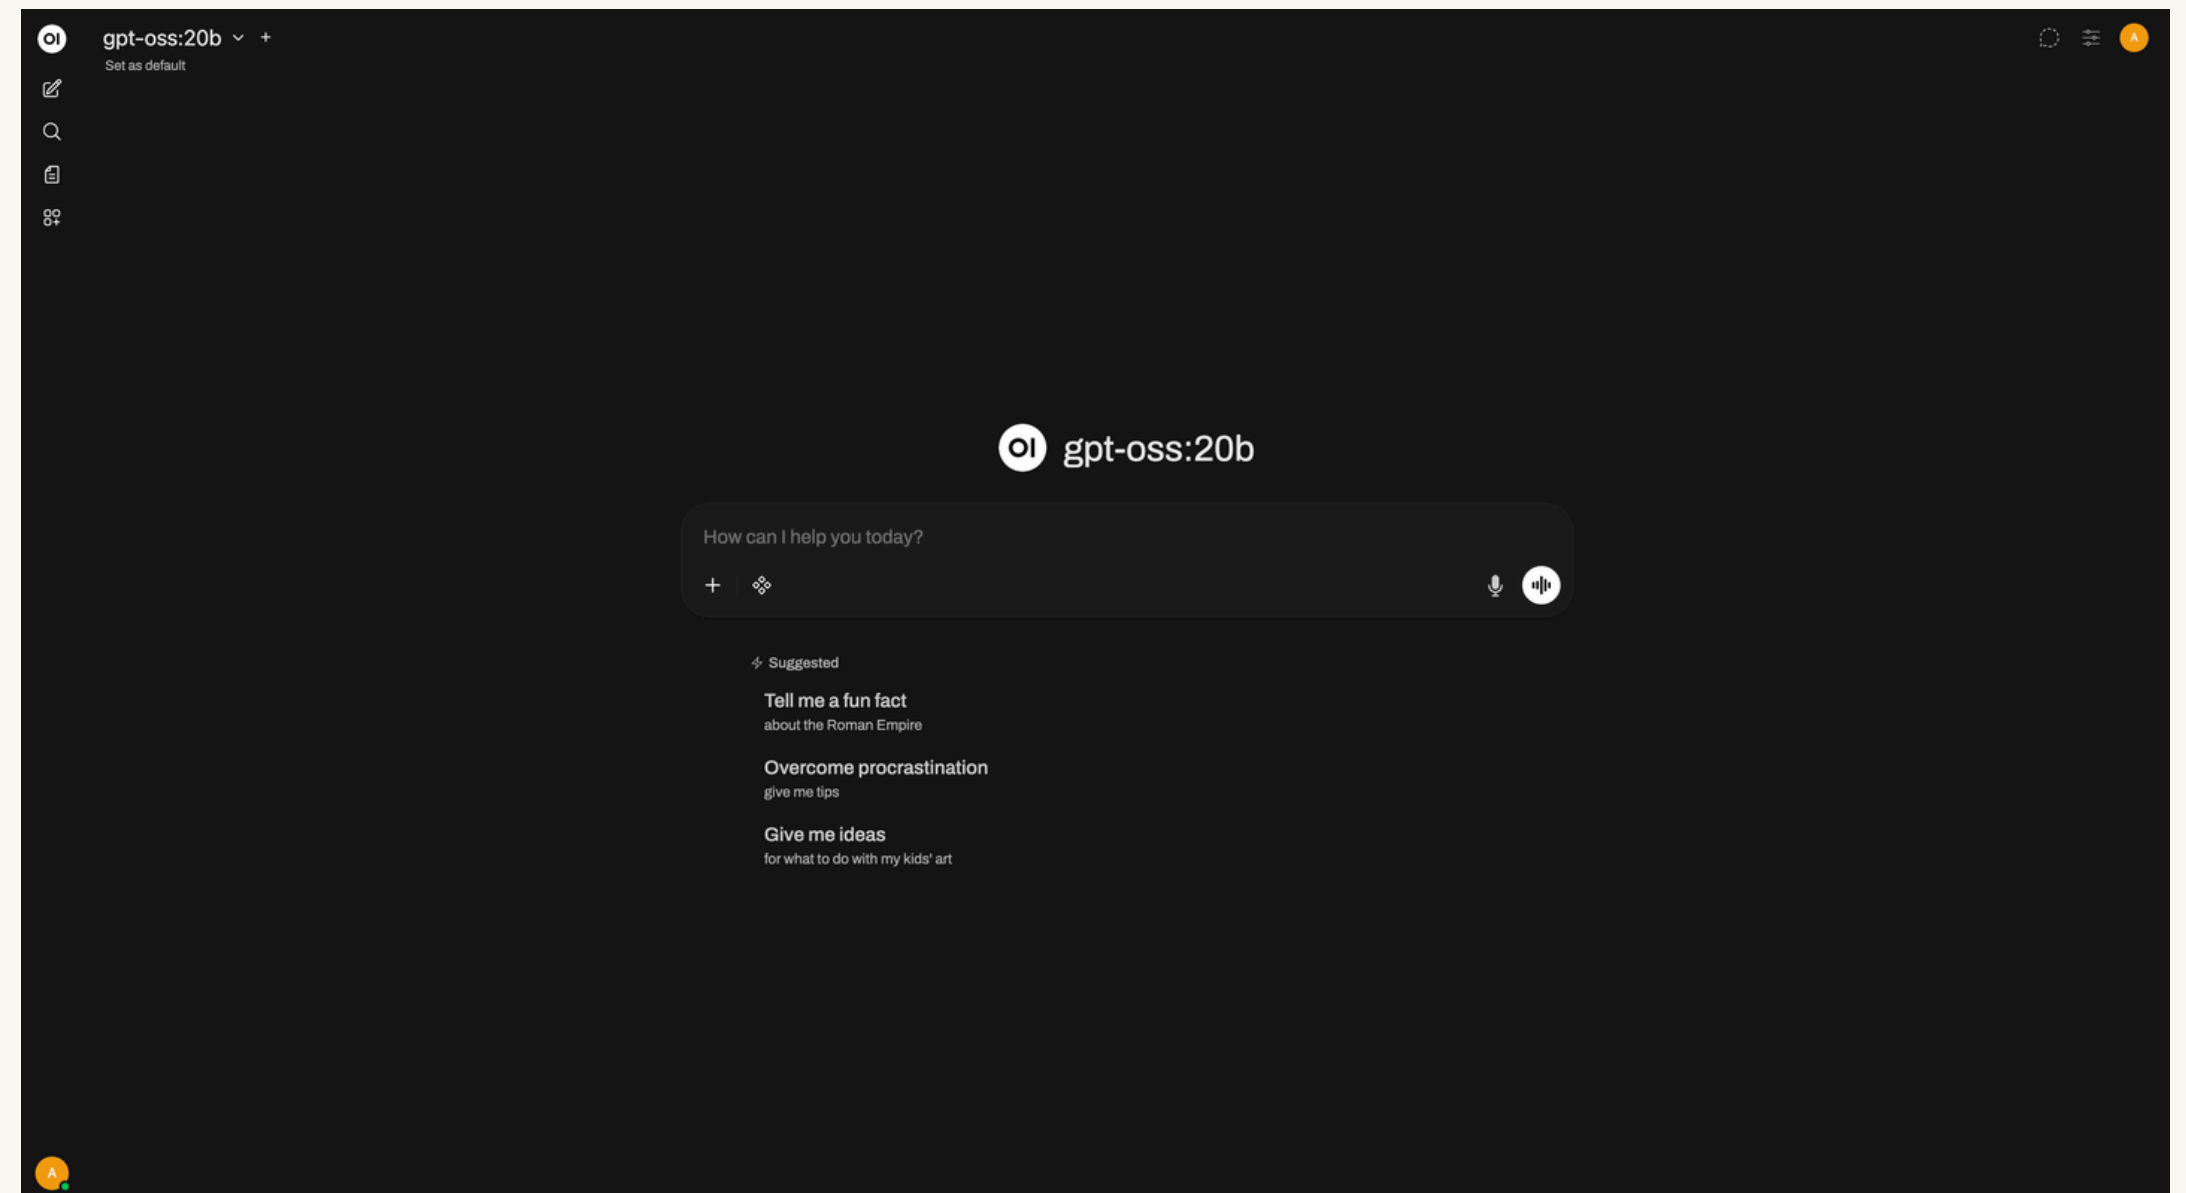 OI
gpt-oss:20b
Set as default
A
OI gpt-oss:20b
How can I help you today?
Suggested
Tell me a fun fact
about the Roman Empire
Overcome procrastination
give me tips
Give me ideas
for what to do with my kids' art
A